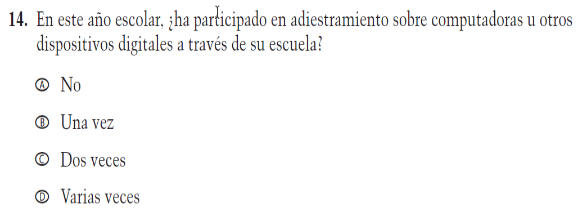 14. En este año escolar, ¿ha participado en adiestramiento sobre computadoras u otros
dispositivos digitales a través de su escuela?
Ⓐ No
Ⓑ Una vez
Ⓒ Dos veces
Ⓓ Varias veces